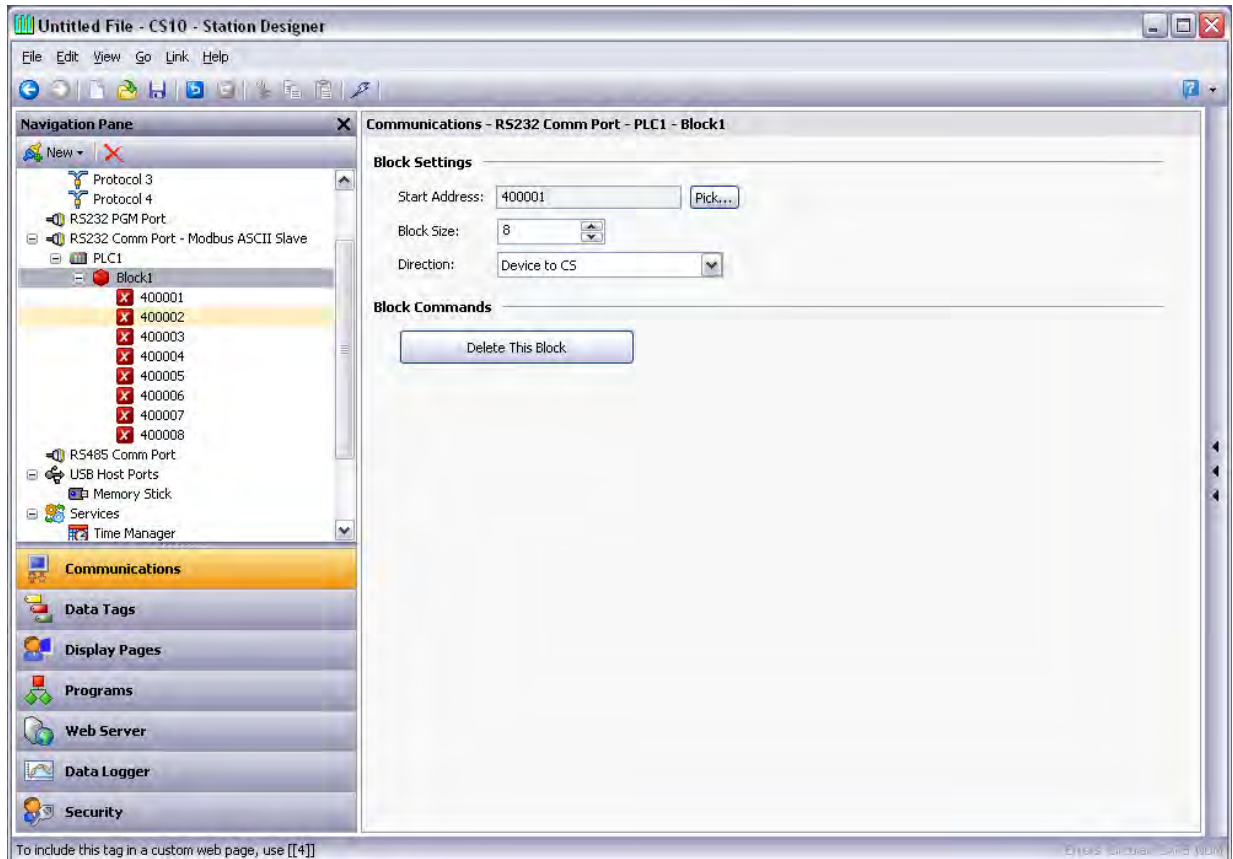 Untitled File - CS10 - Station Designer
File Edit View Go Link Help
Navigation Pane
New
Protocol 3
Protocol 4
RS232 PGM Port
RS232 Comm Port - Modbus ASCII Slave
PLC1
Block1
400001
400002
400003
400004
400005
400006
400007
400008
RS485 Comm Port
USB Host Ports
Memory Stick
Services
Time Manager
Communications
Data Tags
Display Pages
Programs
Web Server
Data Logger
Security
Communications - RS232 Comm Port - PLC1 - Block1
Block Settings
Start Address: 400001 Pick...
Block Size: 8
Direction: Device to CS
Block Commands
Delete This Block
To include this tag in a custom web page, use [[4]]